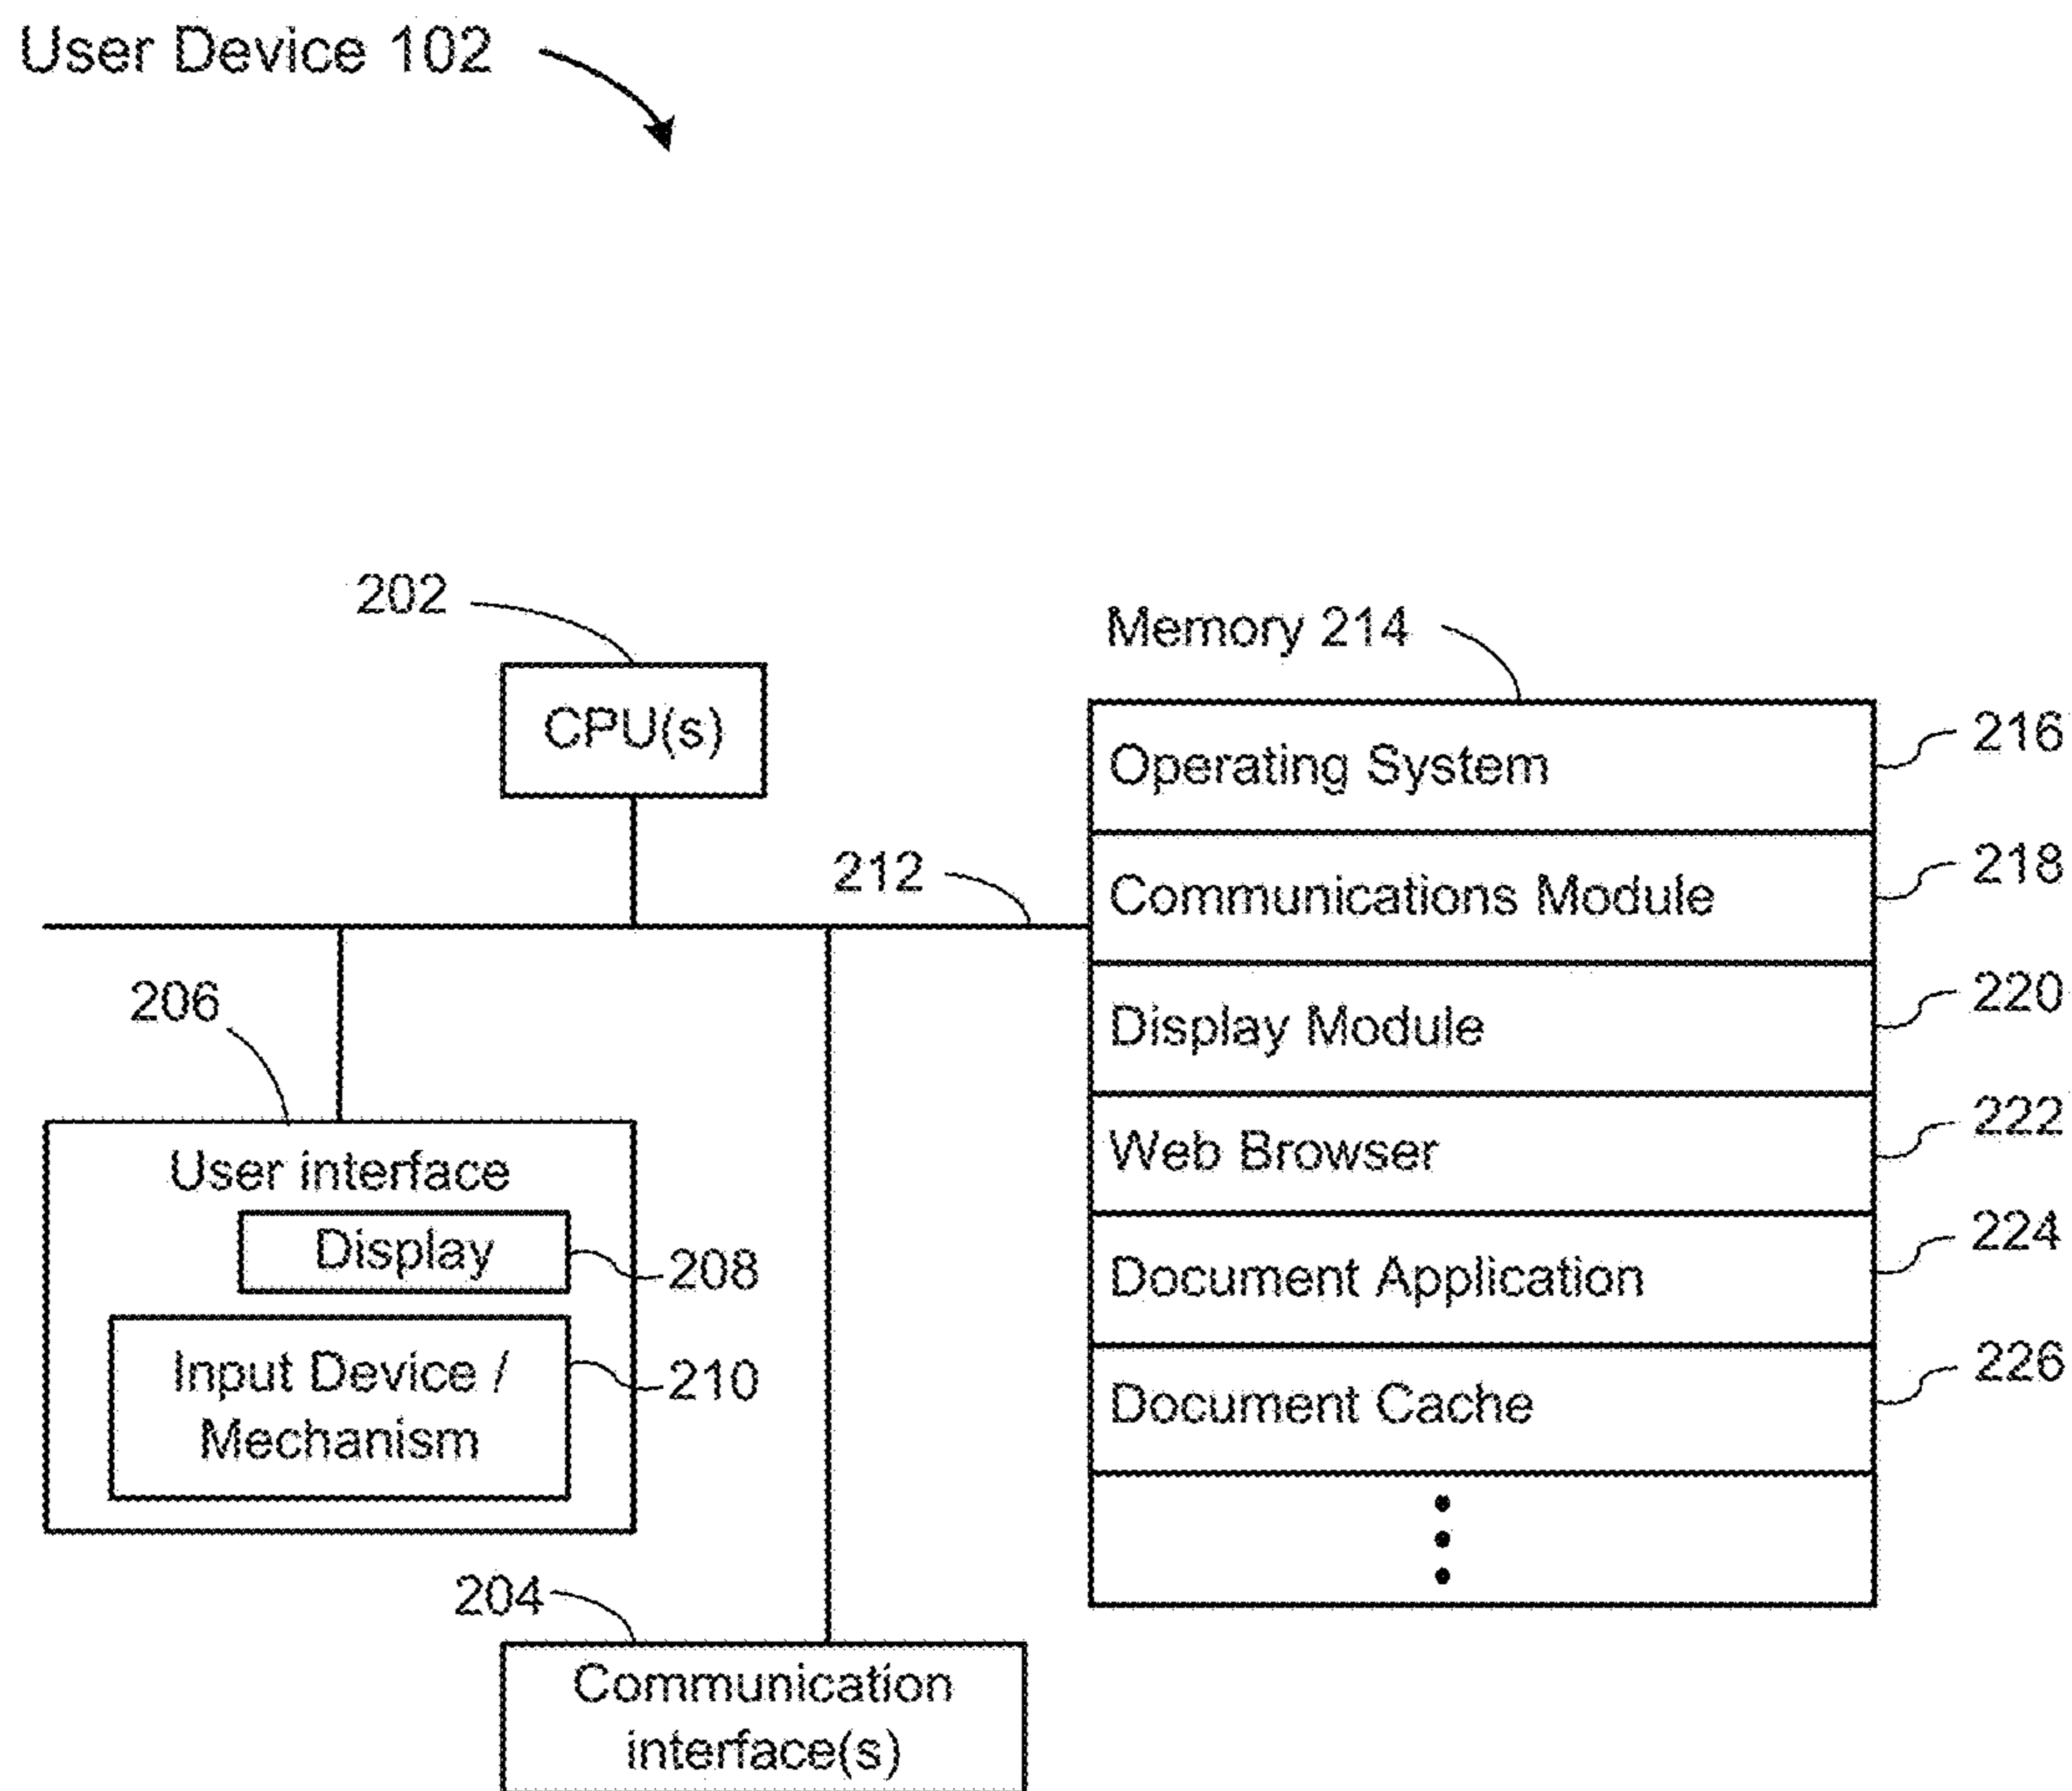 User Device 102
202
CPU(s)
212
206
User interface
Display
208
Input Device /
Mechanism
210
204
Communication
interface(s)
Memory 214
Operating System
216
Communications Module
218
Display Module
220
Web Browser
222
Document Application
224
Document Cache
226